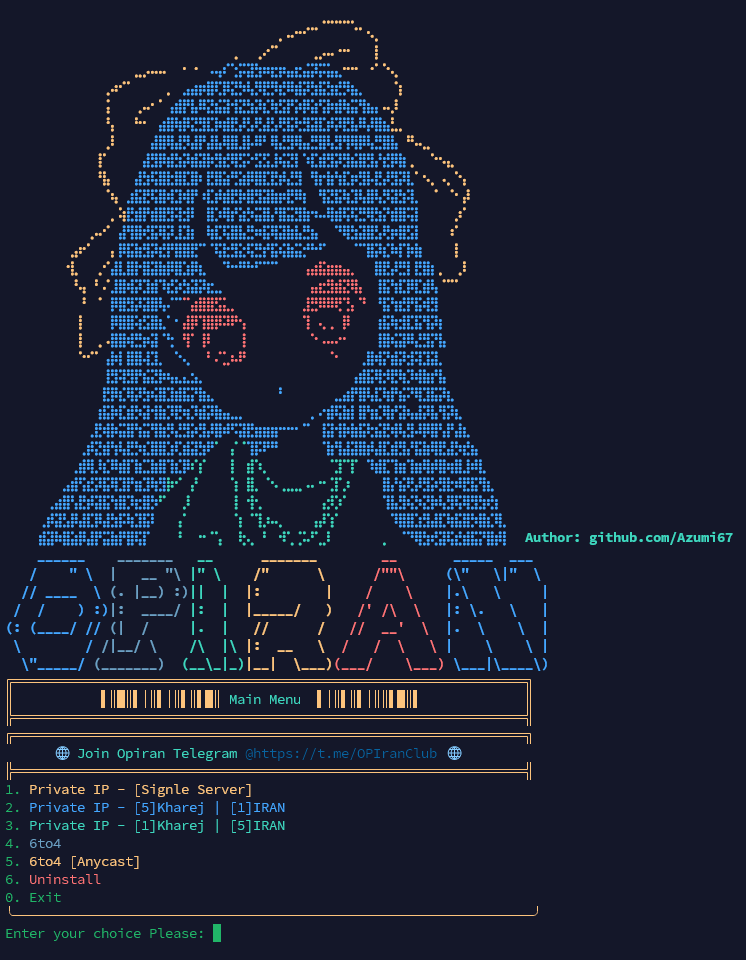 Author: github.com/Azumi67
OPIRAN
Main Menu
Join Opiran Telegram @https://t.me/OPIranClub
1. Private IP - [Signle Server]
2. Private IP - [5]Kharej | [1]IRAN
3. Private IP - [1]Kharej | [5]IRAN
4. 6to4
5. 6to4 [Anycast]
6. Uninstall
0. Exit
Enter your choice Please: